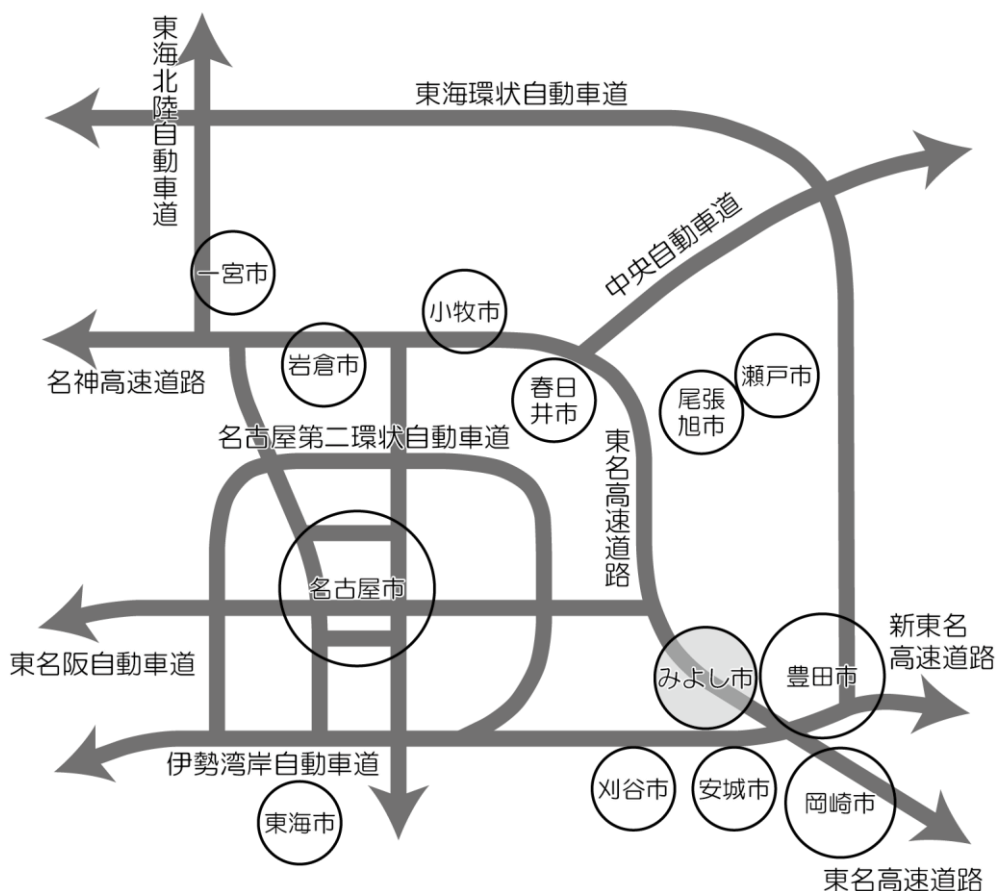 東海北陸自動車道
東海環状自動車道
中央自動車道
一宮市
小牧市
岩倉市
名神高速道路
春日
井市
尾張
旭市
瀬戸市
名古屋第二環状自動車道
東名高速道路
名古屋市
東名阪自動車道
みよし市
豊田市
新東名
高速道路
伊勢湾岸自動車道
東海市
刈谷市
安城市
岡崎市
東名高速道路